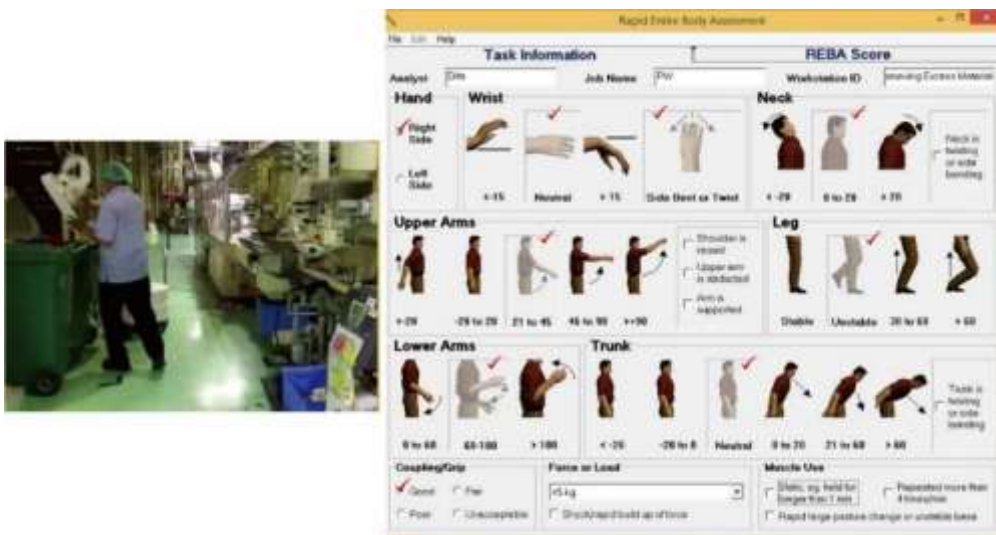 Rapid Entire Body Assessment
File Edit Help
Task Information REBA Score
Analyst Job Name PW Workstation ID Removing Excess Material
Hand Wrist Neck
Right Side
Left Side
Neck is twisting or side bending
<-15 Neutral + 15 Side Bent or Twist < -20 0 to 20 + 20
Upper Arms Leg
Shoulder is raised
Upper arm is abducted
Arm is supported
<-20 -20 to 20 21 to 45 46 to 90 >+90 Stable Unstable 30 to 60 > 60
Lower Arms Trunk
Trunk is twisting or side bending
0 to 60 60-100 > 100 < -20 -20 to 0 Neutral 0 to 20 21 to 60 > 60
Coupling/Grip Force or Load Muscle Use
Good Fair
Poor Unacceptable
<5 kg
Shock/rapid build up of force
Static, eg. held for longer than 1 min
Repeated more than
Rapid large posture change or unstable base